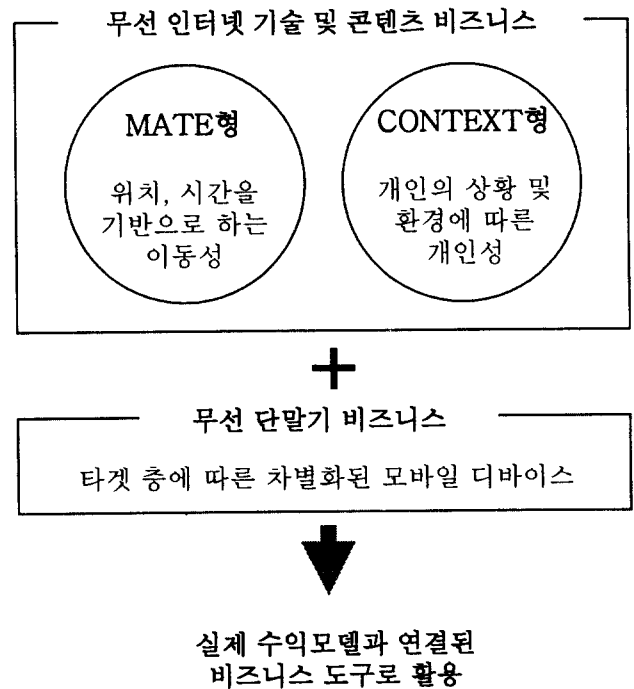 무선 인터넷 기술 및 콘텐츠 비즈니스
MATE형
위치, 시간을
기반으로 하는
이동성
CONTEXT형
개인의 상황 및
환경에 따른
개인성
+
무선 단말기 비즈니스
타겟 층에 따른 차별화된 모바일 디바이스
실제 수익모델과 연결된
비즈니스 도구로 활용